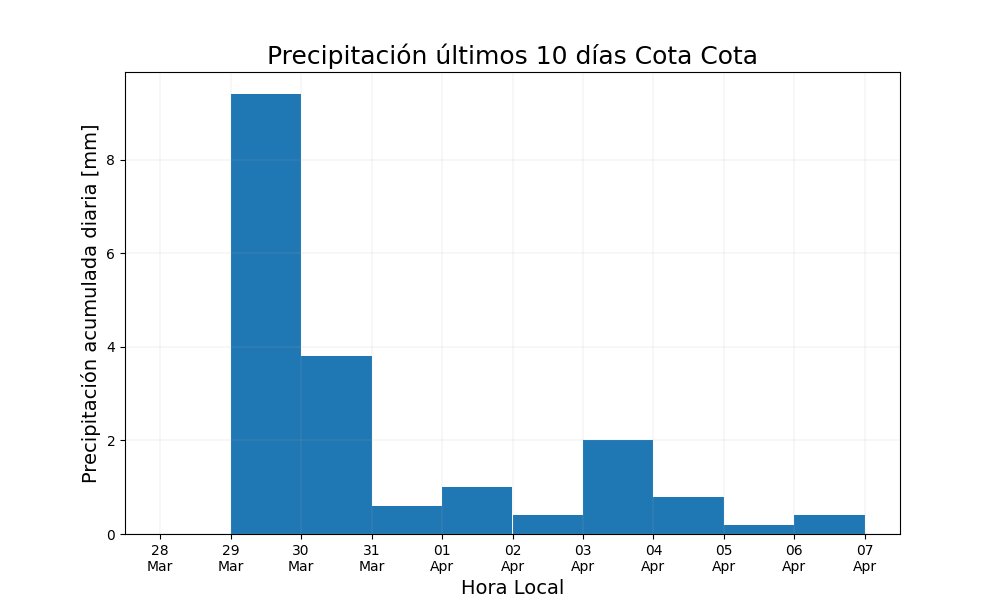 Precipitación últimos 10 días Cota Cota
Precipitación acumulada diaria [mm]
8
6
4
2
0
28 29 30 31 01 02 03 04 05 06 07
Mar Mar Mar Mar Apr Apr Apr Apr Apr Apr Apr
Hora Local